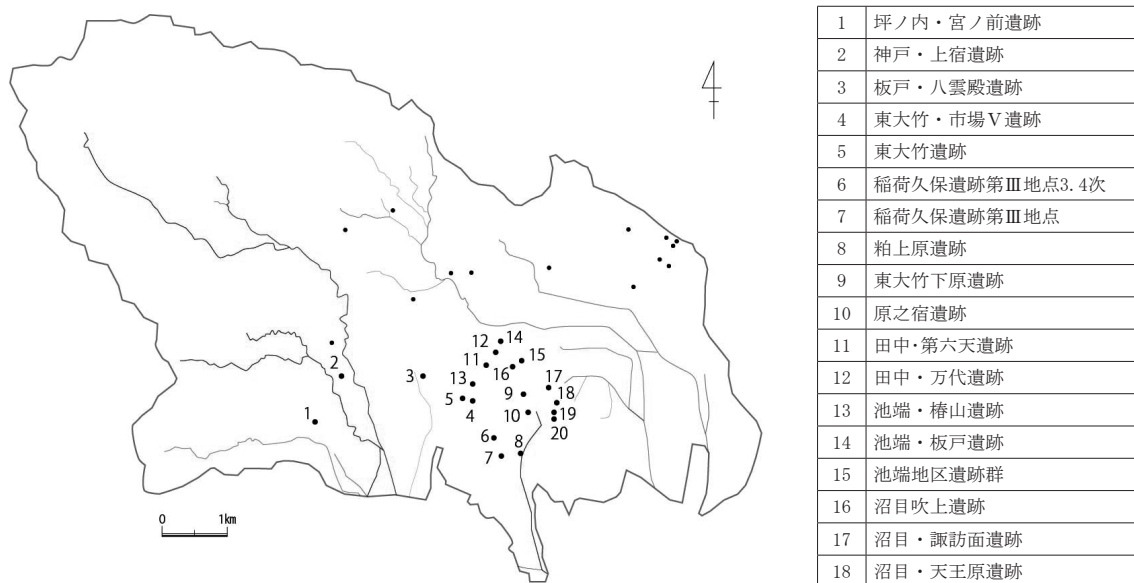 12
14
11
15
16
2
3
13
17
5
9
18
4
10
19
1
20
6
8
7
0
1km
1 坪ノ内・宮ノ前遺跡
2 神戸・上宿遺跡
3 板戸・八雲殿遺跡
4 東大竹・市場Ⅴ遺跡
5 東大竹遺跡
6 稲荷久保遺跡第Ⅲ地点3.4次
7 稲荷久保遺跡第Ⅲ地点
8 粕上原遺跡
9 東大竹下原遺跡
10 原之宿遺跡
11 田中・第六天遺跡
12 田中・万代遺跡
13 池端・椿山遺跡
14 池端・板戸遺跡
15 池端地区遺跡群
16 沼目吹上遺跡
17 沼目・諏訪面遺跡
18 沼目・天王原遺跡